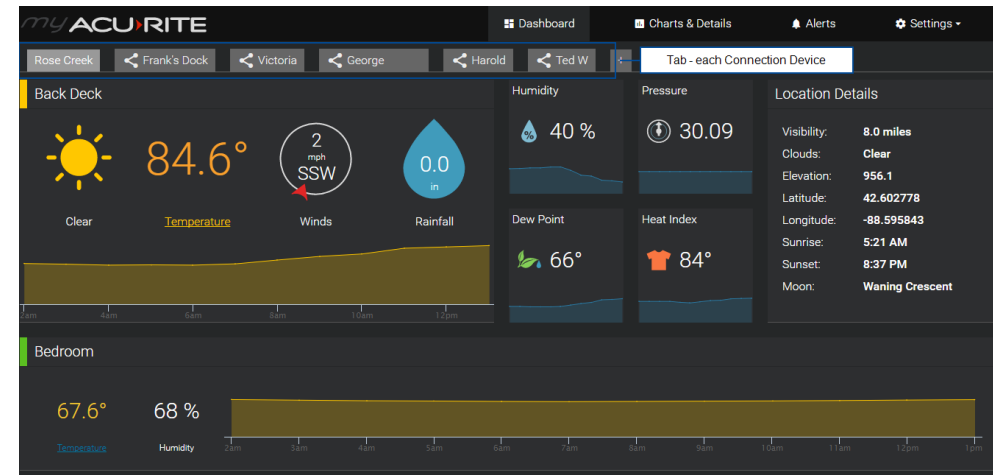 my ACU RITE
Dashboard
Charts & Details
Alerts
Settings
Rose Creek
Frank's Dock
Victoria
George
Harold
Ted W
Tab - each Connection Device
Back Deck
84.6°
2
mph
SSW
0.0
in
Clear
Temperature
Winds
Rainfall
2am 4am 6am 8am 10am 12pm
Humidity
% 40 %
Pressure
30.09
Dew Point
66°
Heat Index
84°
Location Details
Visibility: 8.0 miles
Clouds: Clear
Elevation: 956.1
Latitude: 42.602778
Longitude: -88.595843
Sunrise: 5:21 AM
Sunset: 8:37 PM
Moon: Waning Crescent
Bedroom
67.6° 68 %
Temperature Humidity
2am 3am 4am 5am 6am 7am 8am 9am 10am 11am 12pm 1pm